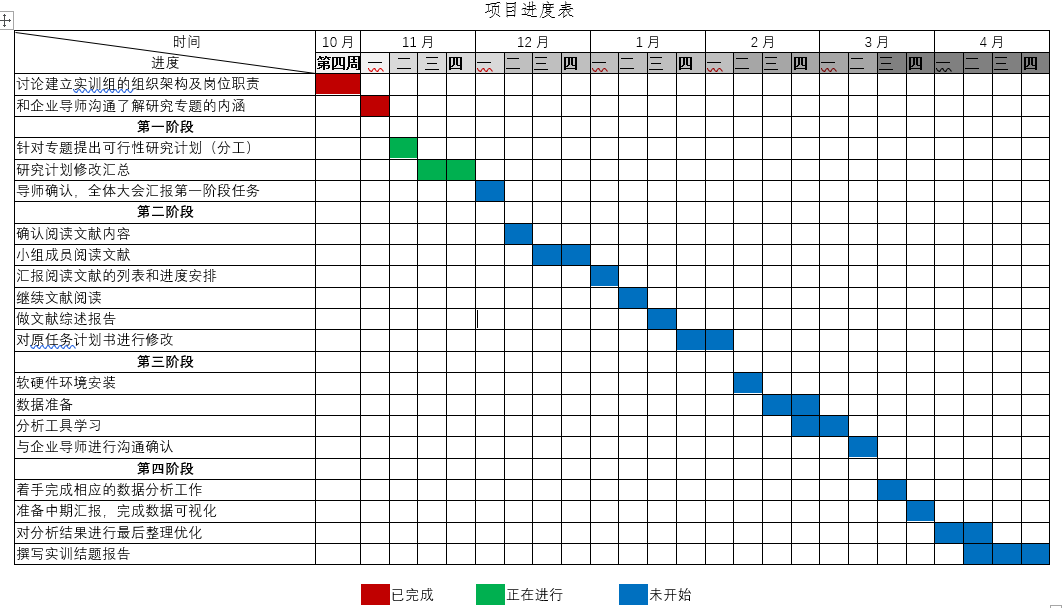 项目进度表
时间 10月 11月 12月 1月 2月 3月 4月
进度 第四周 一 二 三 四 一 二 三 四 一 二 三 四 一 二 三 四 一 二 三 四 一 二 三 四
讨论建立实训组的组织架构及岗位职责
和企业导师沟通了解研究专题的内涵
第一阶段
针对专题提出可行性研究计划（分工）
研究计划修改汇总
导师确认，全体大会汇报第一阶段任务
第二阶段
确认阅读文献内容
小组成员阅读文献
汇报阅读文献的列表和进度安排
继续文献阅读
做文献综述报告
对原任务计划书进行修改
第三阶段
软硬件环境安装
数据准备
分析工具学习
与企业导师进行沟通确认
第四阶段
着手完成相应的数据分析工作
准备中期汇报，完成数据可视化
对分析结果进行最后整理优化
撰写实训结题报告
已完成 正在进行 未开始